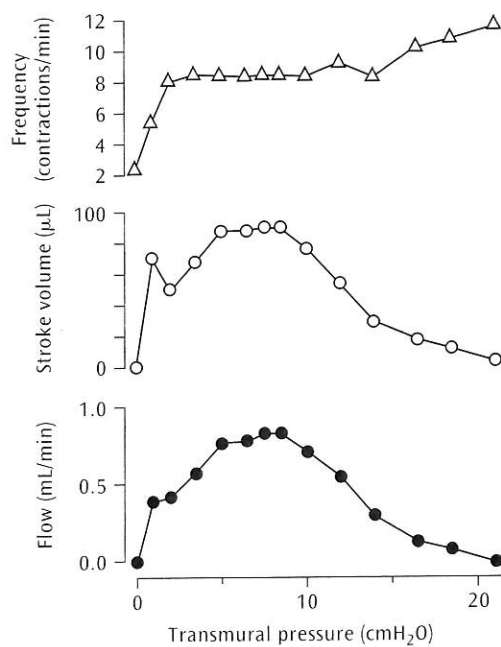 Frequency
(contractions/min)
12
10
8
6
4
2
Stroke volume (μL)
100
0
Flow (mL/min)
1.0
0.5
0.0
0
10
20
Transmural pressure (cmH₂O)